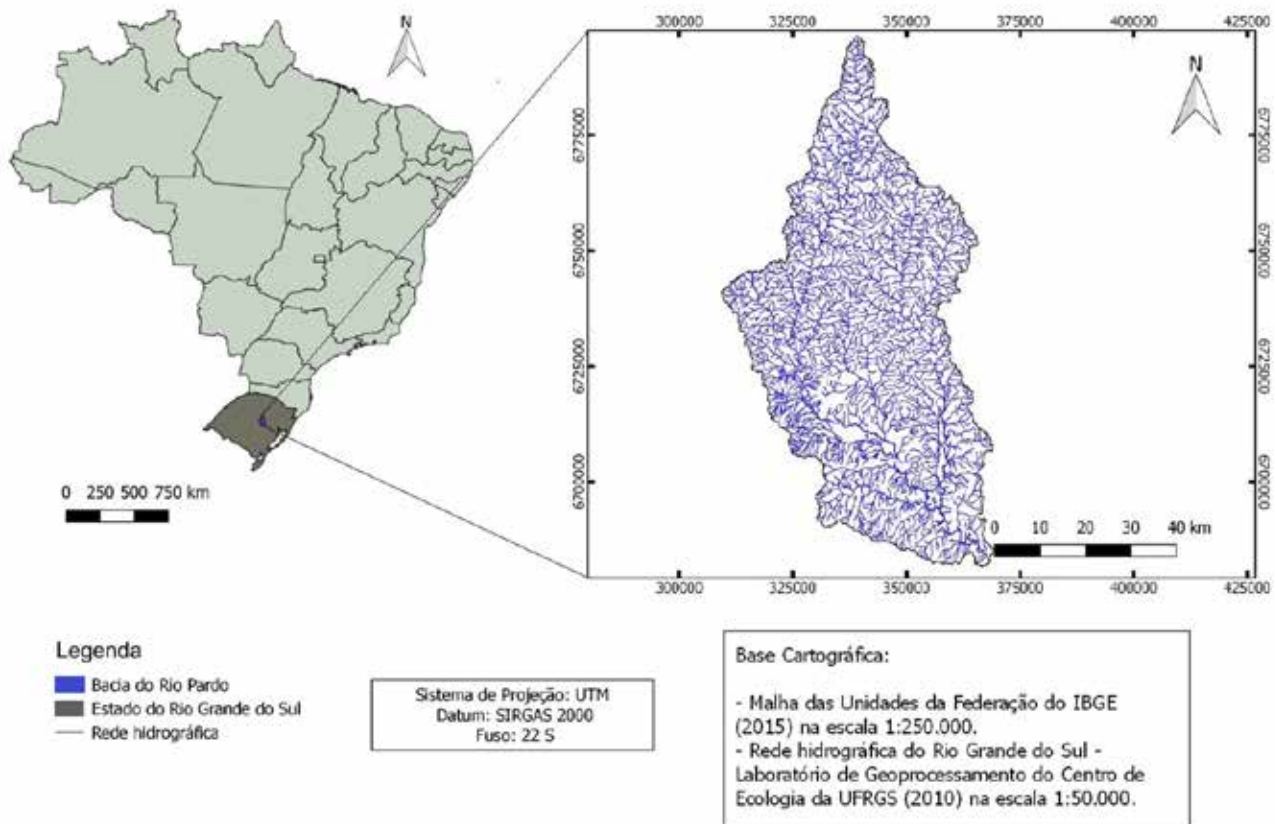 N
0 250 500 750 km
300000 325000 350000 375000 400000 425000
6775000
6750000
6725000
6700000
6775000
6750000
6725000
6700000
N
0 10 20 30 40 km
300000 325000 350000 375000 400000 425000
Legenda
Bacia do Rio Pardo
Estado do Rio Grande do Sul
Rede hidrográfica
Sistema de Projeção: UTM
Datum: SIRGAS 2000
Fuso: 22 S
Base Cartográfica:
- Malha das Unidades da Federação do IBGE
(2015) na escala 1:250.000.
- Rede hidrográfica do Rio Grande do Sul -
Laboratório de Geoprocessamento do Centro de
Ecologia da UFRGS (2010) na escala 1:50.000.